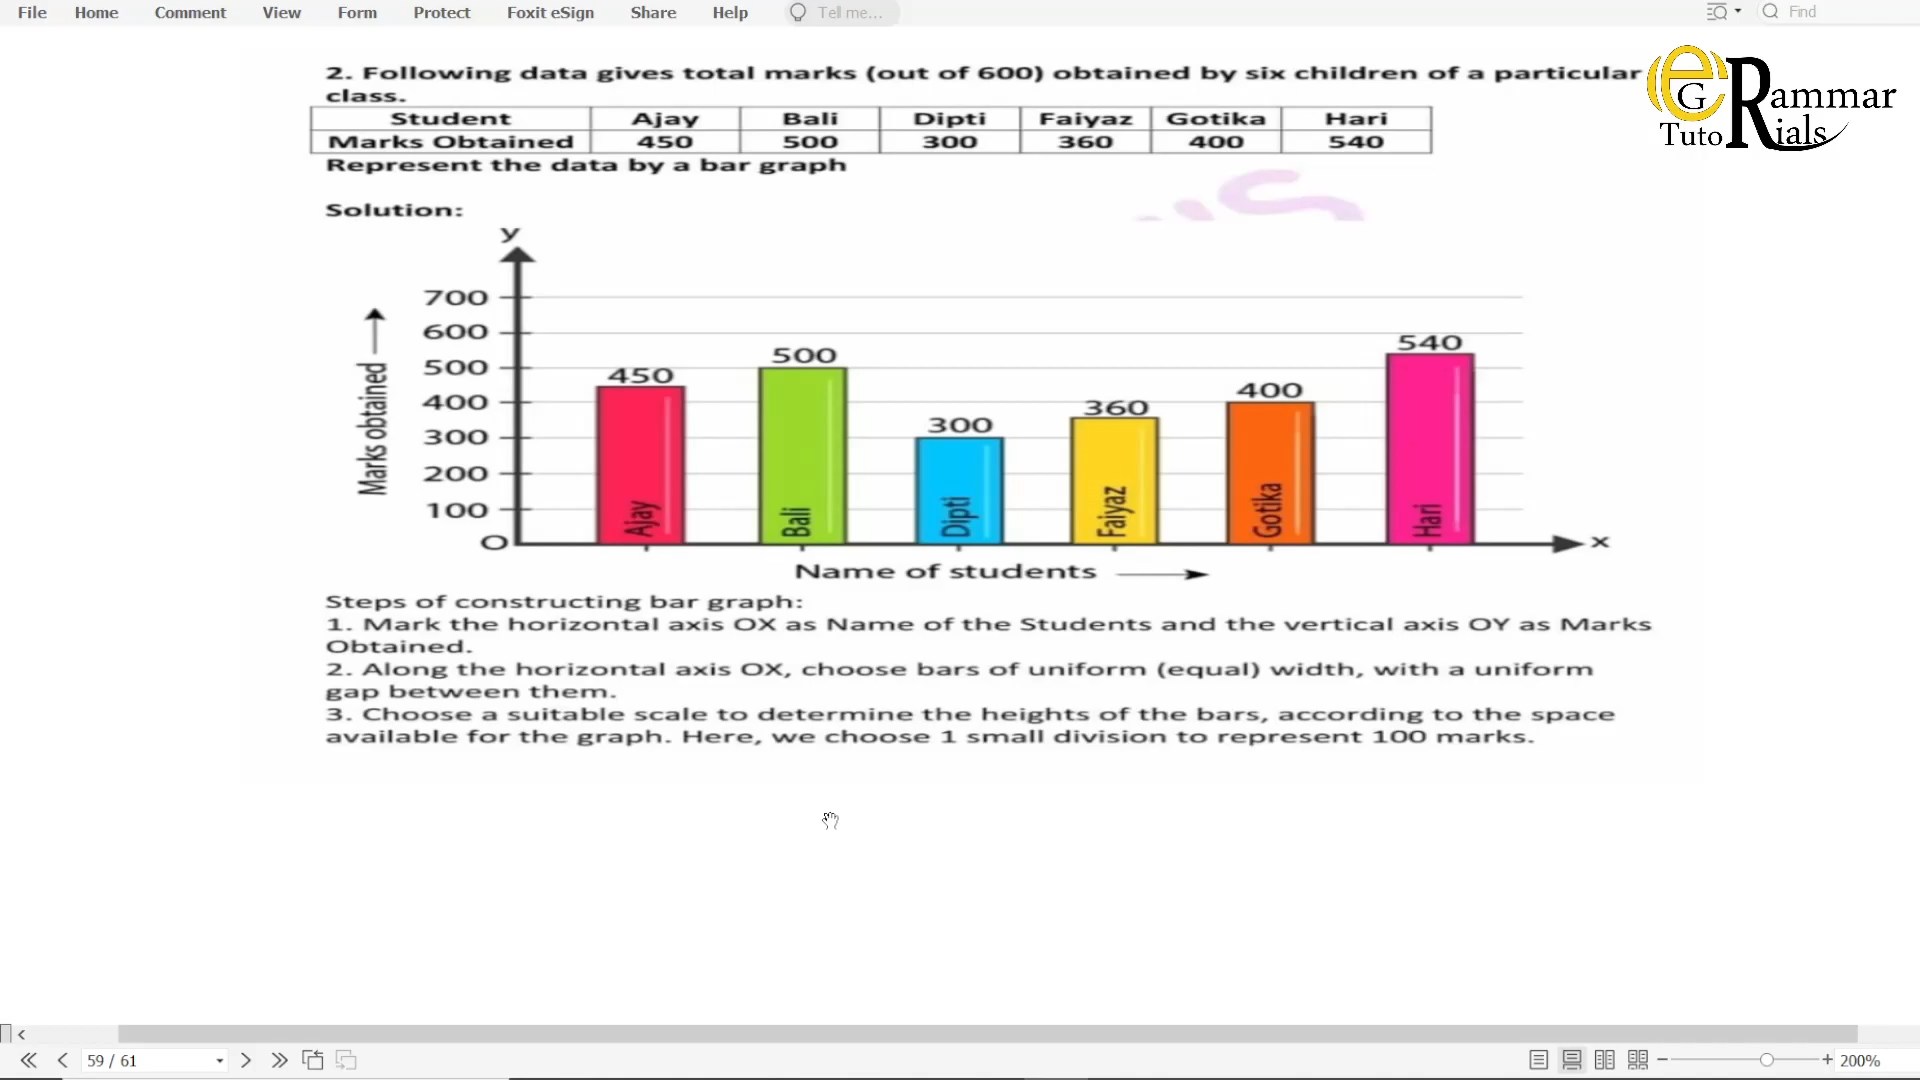 File Home Comment View Form Protect Foxit eSign Share Help Tell me... Find
2. Following data gives total marks (out of 600) obtained by six children of a particular
class.
Student Ajay Bali Dipti Faiyaz Gotika Hari
Marks Obtained 450 500 300 360 400 540
Represent the data by a bar graph
Solution:
eG Rammar
Tuto Rials
y
700
600
500
400
300
200
100
O
Marks obtained
450
500
300
360
400
540
Ajay
Bali
Dipti
Faiyaz
Gotika
Hari
x
Name of students
Steps of constructing bar graph:
1. Mark the horizontal axis OX as Name of the Students and the vertical axis OY as Marks
Obtained.
2. Along the horizontal axis OX, choose bars of uniform (equal) width, with a uniform
gap between them.
3. Choose a suitable scale to determine the heights of the bars, according to the space
available for the graph. Here, we choose 1 small division to represent 100 marks.
59 / 61
200%